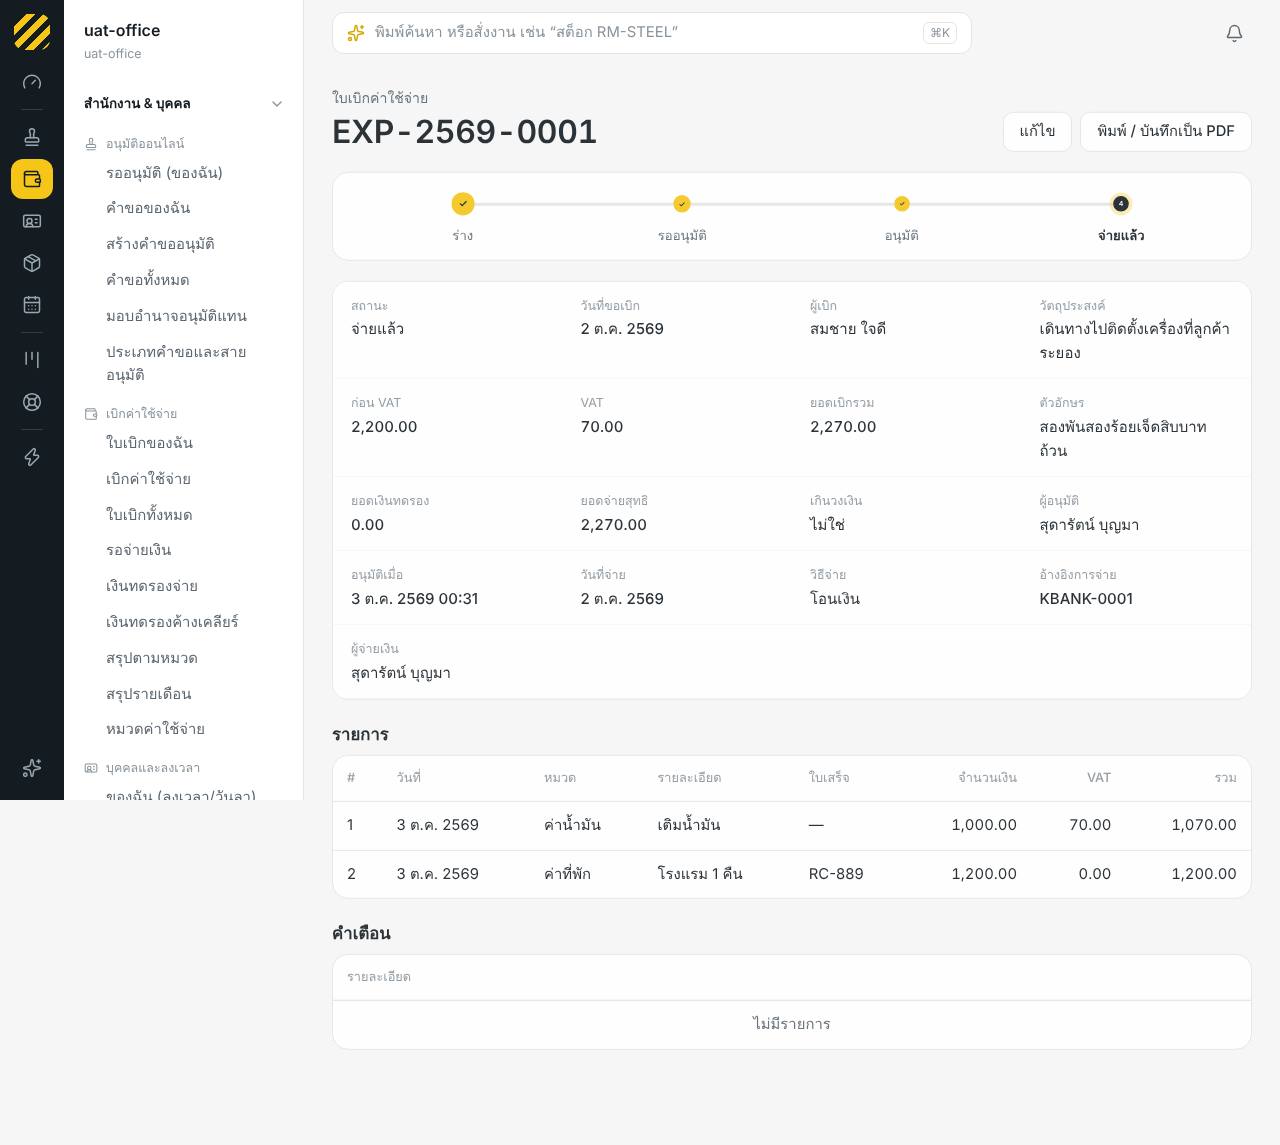 uat-office
uat-office
สำนักงาน & บุคคล
อนุมัติออนไลน์
รออนุมัติ (ของฉัน)
คำขอของฉัน
สร้างคำขออนุมัติ
คำขอทั้งหมด
มอบอำนาจอนุมัติแทน
ประเภทคำขอและสาย
อนุมัติ
เบิกค่าใช้จ่าย
ใบเบิกของฉัน
เบิกค่าใช้จ่าย
ใบเบิกทั้งหมด
รอจ่ายเงิน
เงินทดรองจ่าย
เงินทดรองค้างเคลียร์
สรุปตามหมวด
สรุปรายเดือน
หมวดค่าใช้จ่าย
บุคคลและลงเวลา
ของฉัน (ลงเวลา/วันลา)
พิมพ์ค้นหา หรือสั่งงาน เช่น “สต็อก RM-STEEL” ⌘K
ใบเบิกค่าใช้จ่าย
EXP-2569-0001
แก้ไข พิมพ์ / บันทึกเป็น PDF
4
ร่าง รออนุมัติ อนุมัติ จ่ายแล้ว
สถานะ วันที่ขอเบิก ผู้เบิก วัตถุประสงค์
จ่ายแล้ว 2 ต.ค. 2569 สมชาย ใจดี เดินทางไปติดตั้งเครื่องที่ลูกค้า
ระยอง
ก่อน VAT VAT ยอดเบิกรวม ตัวอักษร
2,200.00 70.00 2,270.00 สองพันสองร้อยเจ็ดสิบบาท
ถ้วน
ยอดเงินทดรอง ยอดจ่ายสุทธิ เกินวงเงิน ผู้อนุมัติ
0.00 2,270.00 ไม่ใช่ สุดารัตน์ บุญมา
อนุมัติเมื่อ วันที่จ่าย วิธีจ่าย อ้างอิงการจ่าย
3 ต.ค. 2569 00:31 2 ต.ค. 2569 โอนเงิน KBANK-0001
ผู้จ่ายเงิน
สุดารัตน์ บุญมา
รายการ
# วันที่ หมวด รายละเอียด ใบเสร็จ จำนวนเงิน VAT รวม
1 3 ต.ค. 2569 ค่าน้ำมัน เติมน้ำมัน — 1,000.00 70.00 1,070.00
2 3 ต.ค. 2569 ค่าที่พัก โรงแรม 1 คืน RC-889 1,200.00 0.00 1,200.00
คำเตือน
รายละเอียด
ไม่มีรายการ